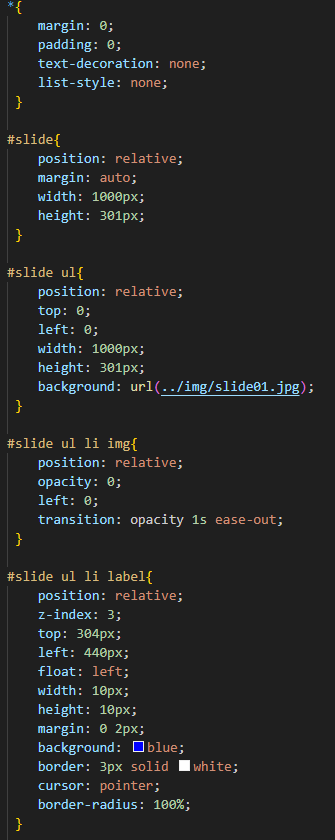 *{
margin: 0;
padding: 0;
text-decoration: none;
list-style: none;
}
#slide{
position: relative;
margin: auto;
width: 1000px;
height: 301px;
}
#slide ul{
position: relative;
top: 0;
left: 0;
width: 1000px;
height: 301px;
background: url(../img/slide01.jpg);
}
#slide ul li img{
position: relative;
opacity: 0;
left: 0;
transition: opacity 1s ease-out;
}
#slide ul li label{
position: relative;
z-index: 3;
top: 304px;
left: 440px;
float: left;
width: 10px;
height: 10px;
margin: 0 2px;
background: blue;
border: 3px solid white;
cursor: pointer;
border-radius: 100%;
}